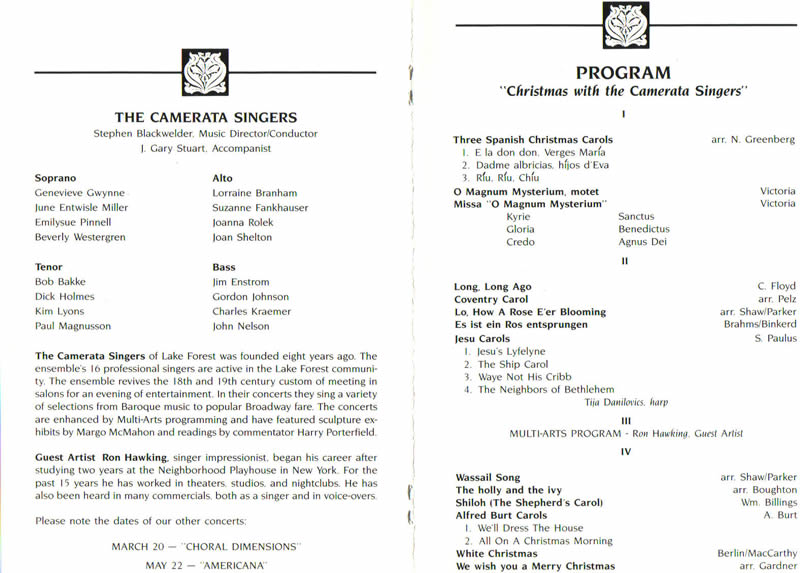 THE CAMERATA SINGERS
Stephen Blackwelder, Music Director/Conductor
J. Gary Stuart, Accompanist
Soprano Alto
Genevieve Gwynne Lorraine Branham
June Entwisle Miller Suzanne Fankhauser
Emilysue Pinnell Joanna Rolek
Beverly Westergren Joan Shelton
Tenor Bass
Bob Bakke Jim Enstrom
Dick Holmes Gordon Johnson
Kim Lyons Charles Kraemer
Paul Magnusson John Nelson
The Camerata Singers of Lake Forest was founded eight years ago. The
ensemble's 16 professional singers are active in the Lake Forest communi-
ty. The ensemble revives the 18th and 19th century custom of meeting in
salons for an evening of entertainment. In their concerts they sing a variety
of selections from Baroque music to popular Broadway fare. The concerts
are enhanced by Multi-Arts programming and have featured sculpture ex-
hibits by Margo McMahon and readings by commentator Harry Porterfield.
Guest Artist Ron Hawking, singer impressionist, began his career after
studying two years at the Neighborhood Playhouse in New York. For the
past 15 years he has worked in theaters, studios, and nightclubs. He has
also been heard in many commercials, both as a singer and in voice-overs.
Please note the dates of our other concerts:
MARCH 20 — "CHORAL DIMENSIONS"
MAY 22 — "AMERICANA"
PROGRAM
"Christmas with the Camerata Singers"
I
Three Spanish Christmas Carols arr. N. Greenberg
1. E la don don, Verges María
2. Dadme albricias, híjos d'Eva
3. Ríu, Ríu, Chíu
O Magnum Mysterium, motet Victoria
Missa "O Magnum Mysterium" Victoria
Kyrie Sanctus
Gloria Benedictus
Credo Agnus Dei
II
Long, Long Ago C. Floyd
Coventry Carol arr. Pelz
Lo, How A Rose E'er Blooming arr. Shaw/Parker
Es ist ein Ros entsprungen Brahms/Binkerd
Jesu Carols S. Paulus
1. Jesu's Lyfelyne
2. The Ship Carol
3. Waye Not His Cribb
4. The Neighbors of Bethlehem
Tija Danilovics, harp
III
MULTI-ARTS PROGRAM - Ron Hawking, Guest Artist
IV
Wassail Song arr. Shaw/Parker
The holly and the ivy arr. Boughton
Shiloh (The Shepherd's Carol) Wm. Billings
Alfred Burt Carols A. Burt
1. We'll Dress The House
2. All On A Christmas Morning
White Christmas Berlin/MacCarthy
We wish you a Merry Christmas arr. Gardner